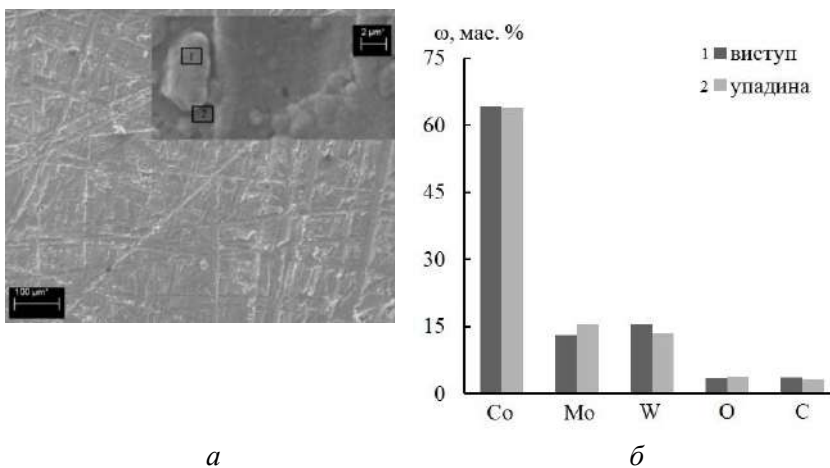 2 µm*
1
2
100 µm*
а
ω, мас. %
75
60
45
30
15
0
1 виступ
2 упадина
Co
Mo
W
O
C
б